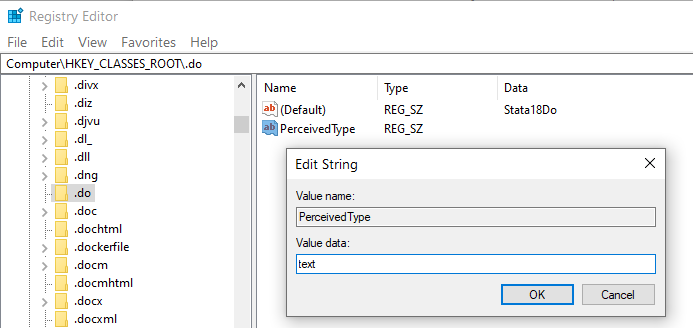 Registry Editor
File Edit View Favorites Help
Computer\HKEY_CLASSES_ROOT\.do
.divx
.diz
.djvu
.dl_
.dll
.dng
.do
.doc
.dochtml
.dockerfile
.docm
.docmhtml
.docx
.docxml
Name Type Data
(Default) REG_SZ Stata18Do
PerceivedType REG_SZ
Edit String
Value name:
PerceivedType
Value data:
text
OK Cancel